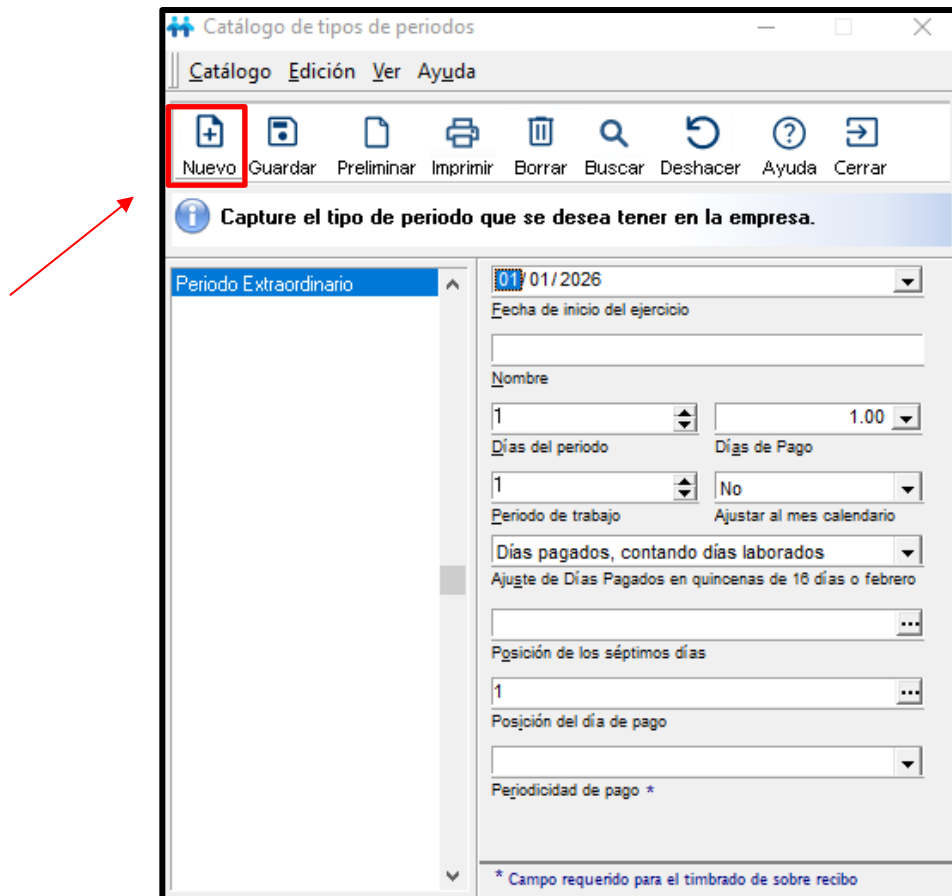 Catálogo de tipos de periodos
Catálogo Edición Ver Ayuda
Nuevo Guardar Preliminar Imprimir Borrar Buscar Deshacer Ayuda Cerrar
Capture el tipo de periodo que se desea tener en la empresa.
Periodo Extraordinario
01/01/2026
Fecha de inicio del ejercicio
Nombre
1 1.00
Días del periodo Días de Pago
1 No
Periodo de trabajo Ajustar al mes calendario
Días pagados, contando días laborados
Ajuste de Días Pagados en quincenas de 16 días o febrero
...
Posición de los séptimos días
1 ...
Posición del día de pago
Periodicidad de pago *
* Campo requerido para el timbrado de sobre recibo